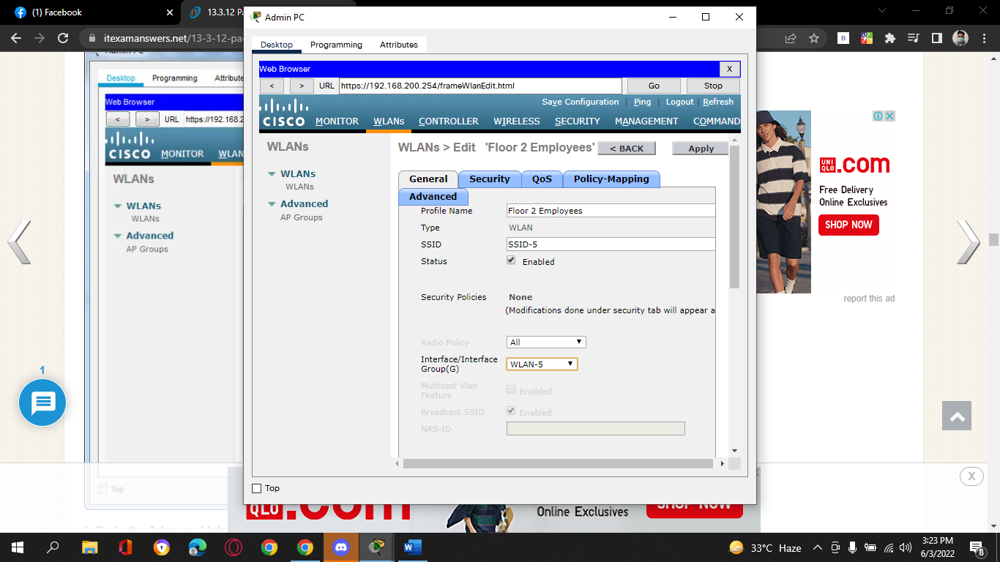 (1) Facebook
13.3.12 Pa
itexamanswers.net/13-3-12-pa
Admin PC
Desktop
Programming
Attributes
Web Browser
X
<
>
URL
https://192.168.200.254/frameWlanEdit.html
Go
Stop
Save Configuration
Ping
Logout
Refresh
CISCO
MONITOR
WLANs
CONTROLLER
WIRELESS
SECURITY
MANAGEMENT
COMMAND
WLANs
WLANs
WLANs
Advanced
AP Groups
WLANs > Edit 'Floor 2 Employees'
< BACK
Apply
General
Security
QoS
Policy-Mapping
Advanced
Profile Name
Floor 2 Employees
Type
WLAN
SSID
SSID-5
Status
Enabled
Security Policies
None
(Modifications done under security tab will appear a
Radio Policy
All
Interface/Interface
Group(G)
WLAN-5
Multicast Vlan
Feature
Enabled
Broadcast SSID
Enabled
NAS-ID
Top
Desktop
Programming
Attribute
Web Browser
<
>
URL
https://192.168.2
CISCO
MONITOR
WLAN
WLANs
WLANs
WLANs
Advanced
AP Groups
Top
1
UNI
QLO
.com
Free Delivery
Online Exclusives
SHOP NOW
report this ad
X
QLO
.com
Online Exclusives
SHOP NOW
33°C Haze
3:23 PM
6/3/2022
8